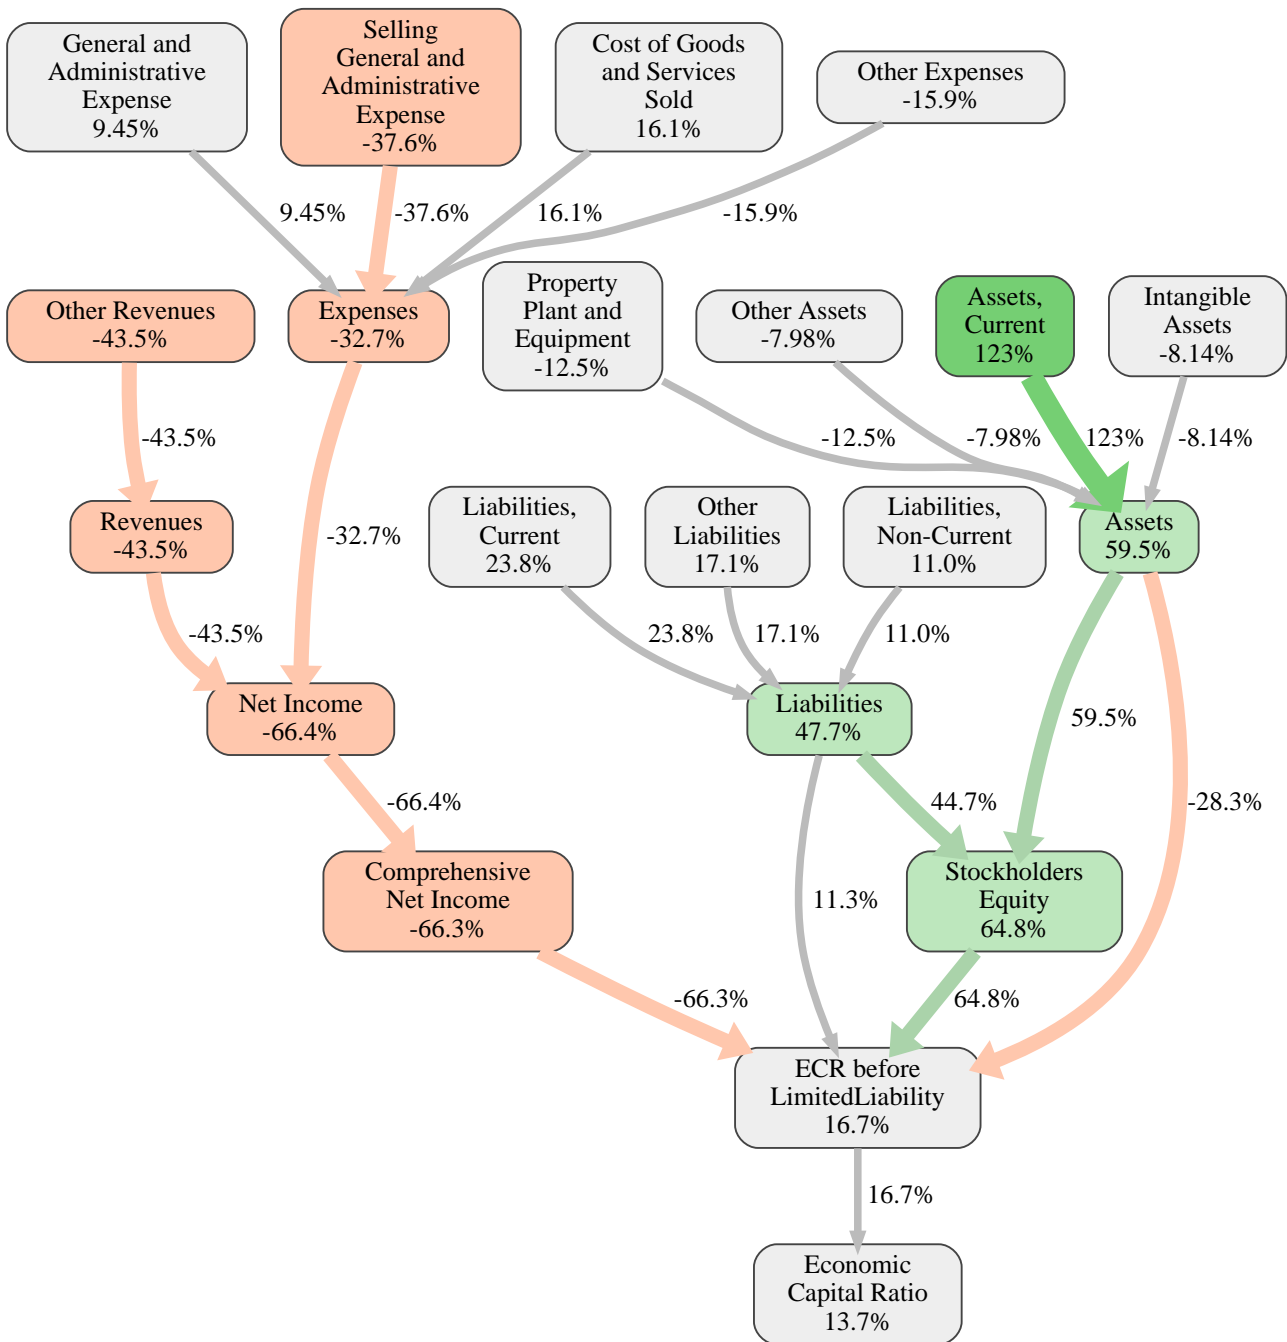 General and
Administrative
Expense
9.45%
Selling
General and
Administrative
Expense
-37.6%
Cost of Goods
and Services
Sold
16.1%
Other Expenses
-15.9%
9.45%
-37.6%
16.1%
-15.9%
Other Revenues
-43.5%
Expenses
-32.7%
Property
Plant and
Equipment
-12.5%
Other Assets
-7.98%
Assets,
Current
123%
Intangible
Assets
-8.14%
-43.5%
-12.5%
-7.98%
123%
-8.14%
Revenues
-43.5%
-32.7%
Liabilities,
Current
23.8%
Other
Liabilities
17.1%
Liabilities,
Non-Current
11.0%
Assets
59.5%
-43.5%
23.8%
17.1%
11.0%
Net Income
-66.4%
Liabilities
47.7%
59.5%
-66.4%
44.7%
-28.3%
Comprehensive
Net Income
-66.3%
11.3%
Stockholders
Equity
64.8%
-66.3%
64.8%
ECR before
LimitedLiability
16.7%
16.7%
Economic
Capital Ratio
13.7%